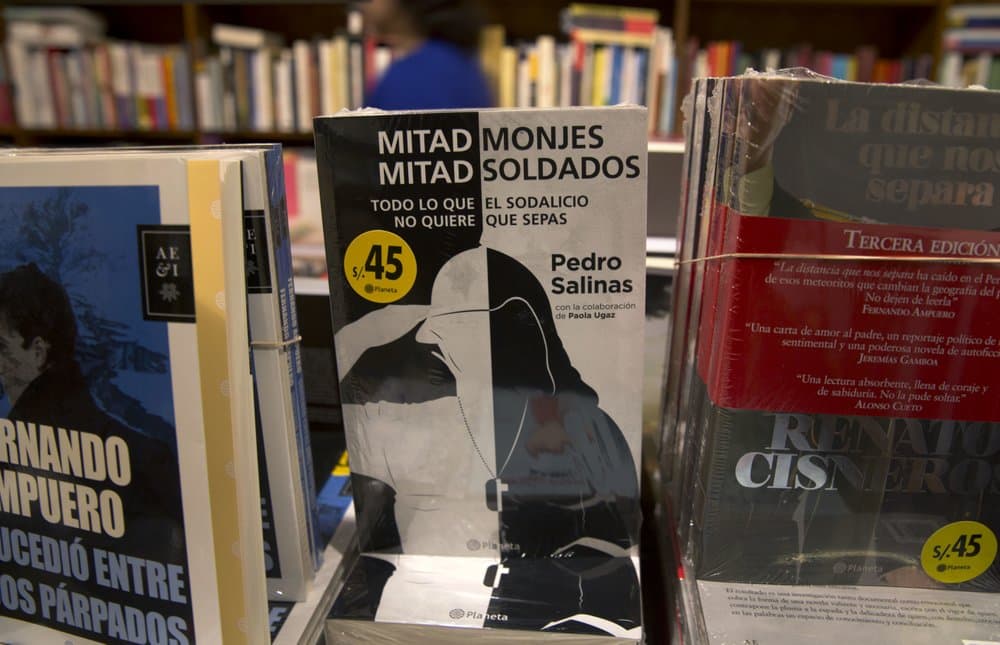 AE
&I
RNANDO
MPUERO
UCEDIÓ ENTRE
OS PÁRPADOS
MITAD MONJES
MITAD SOLDADOS
TODO LO QUE EL SODALICIO
NO QUIERE QUE SEPAS
S/.45
Planeta
Pedro
Salinas
con la colaboración
de Paola Ugaz
Planeta
Planeta
La distan
que nos
separa
TERCERA EDICIÓN
"La distancia que nos separa ha caído en el Per
de esos meteoritos que cambian la geografía del p
No dejen de leerla"
FERNANDO AMPUERO
"Una carta de amor al padre, un reportaje político de
sentimental y una poderosa novela de autofic
JEREMÍAS GAMBOA
"Una lectura absorbente, llena de coraje y
de sabiduría. No la pude soltar."
ALONSO CUETO
RENATO
CISNEROS
S/.45
Planeta
Planeta